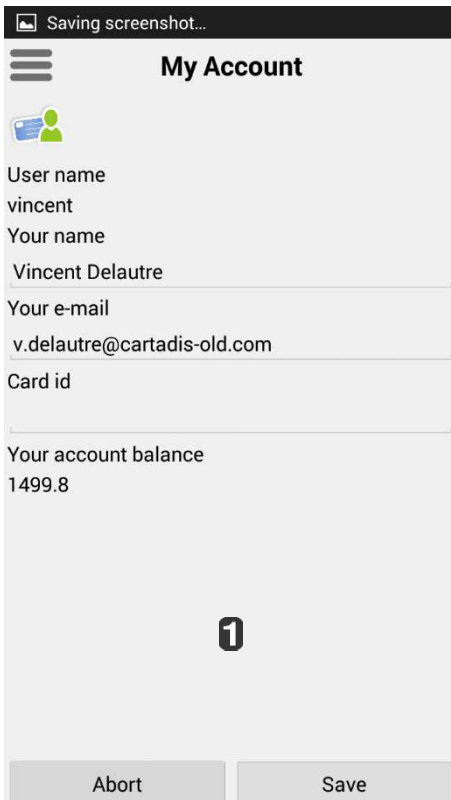 Saving screenshot...
My Account
User name
vincent
Your name
Vincent Delautre
Your e-mail
v.delautre@cartadis-old.com
Card id
Your account balance
1499.8
1
Abort
Save